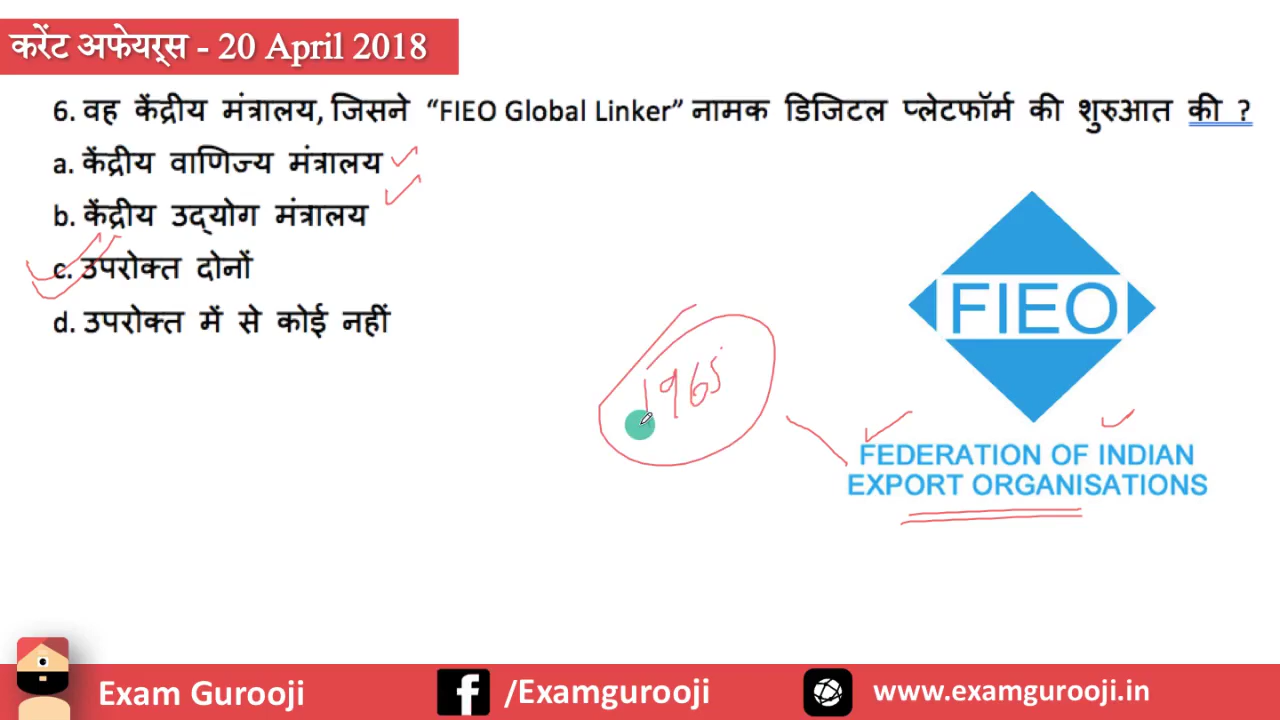 करेंट अफेयर्स - 20 April 2018
6. वह केंद्रीय मंत्रालय, जिसने “FIEO Global Linker” नामक डिजिटल प्लेटफॉर्म की शुरुआत की ?
a. केंद्रीय वाणिज्य मंत्रालय
b. केंद्रीय उद्योग मंत्रालय
c. उपरोक्त दोनों
d. उपरोक्त में से कोई नहीं
FIEO
1965
FEDERATION OF INDIAN
EXPORT ORGANISATIONS
Exam Gurooji
f /Examgurooji
www.examgurooji.in